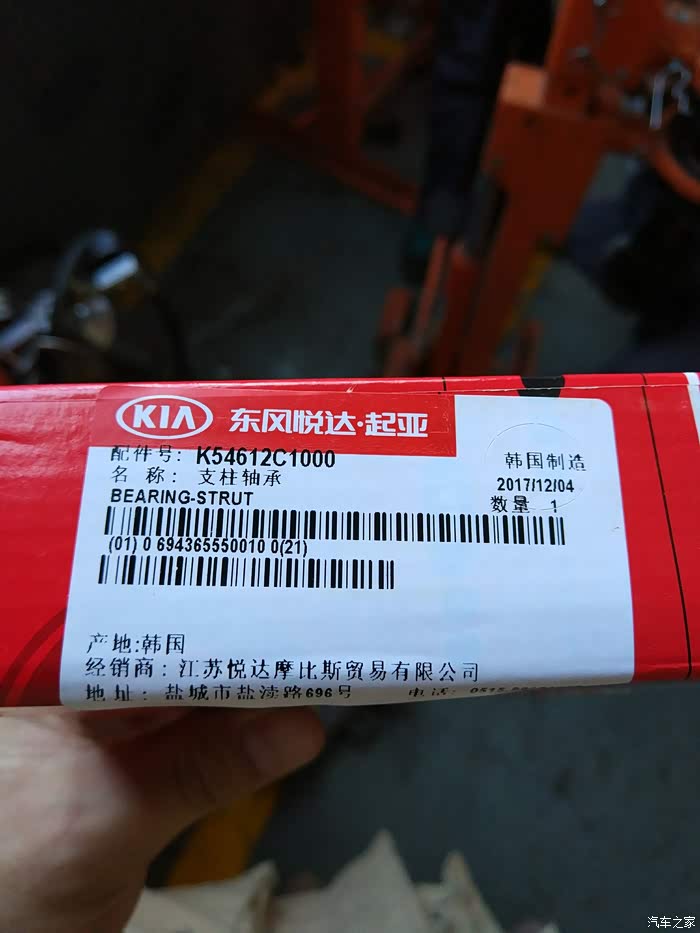 KIA 东风悦达·起亚
配件号: K54612C1000
名 称: 支柱轴承
BEARING-STRUT
韩国制造
2017/12/04
数量 1
(01) 0 694365550010 0(21)
产地:韩国
经销商: 江苏悦达摩比斯贸易有限公司
地址: 盐城市盐渎路696号 电话: 0515
汽车之家